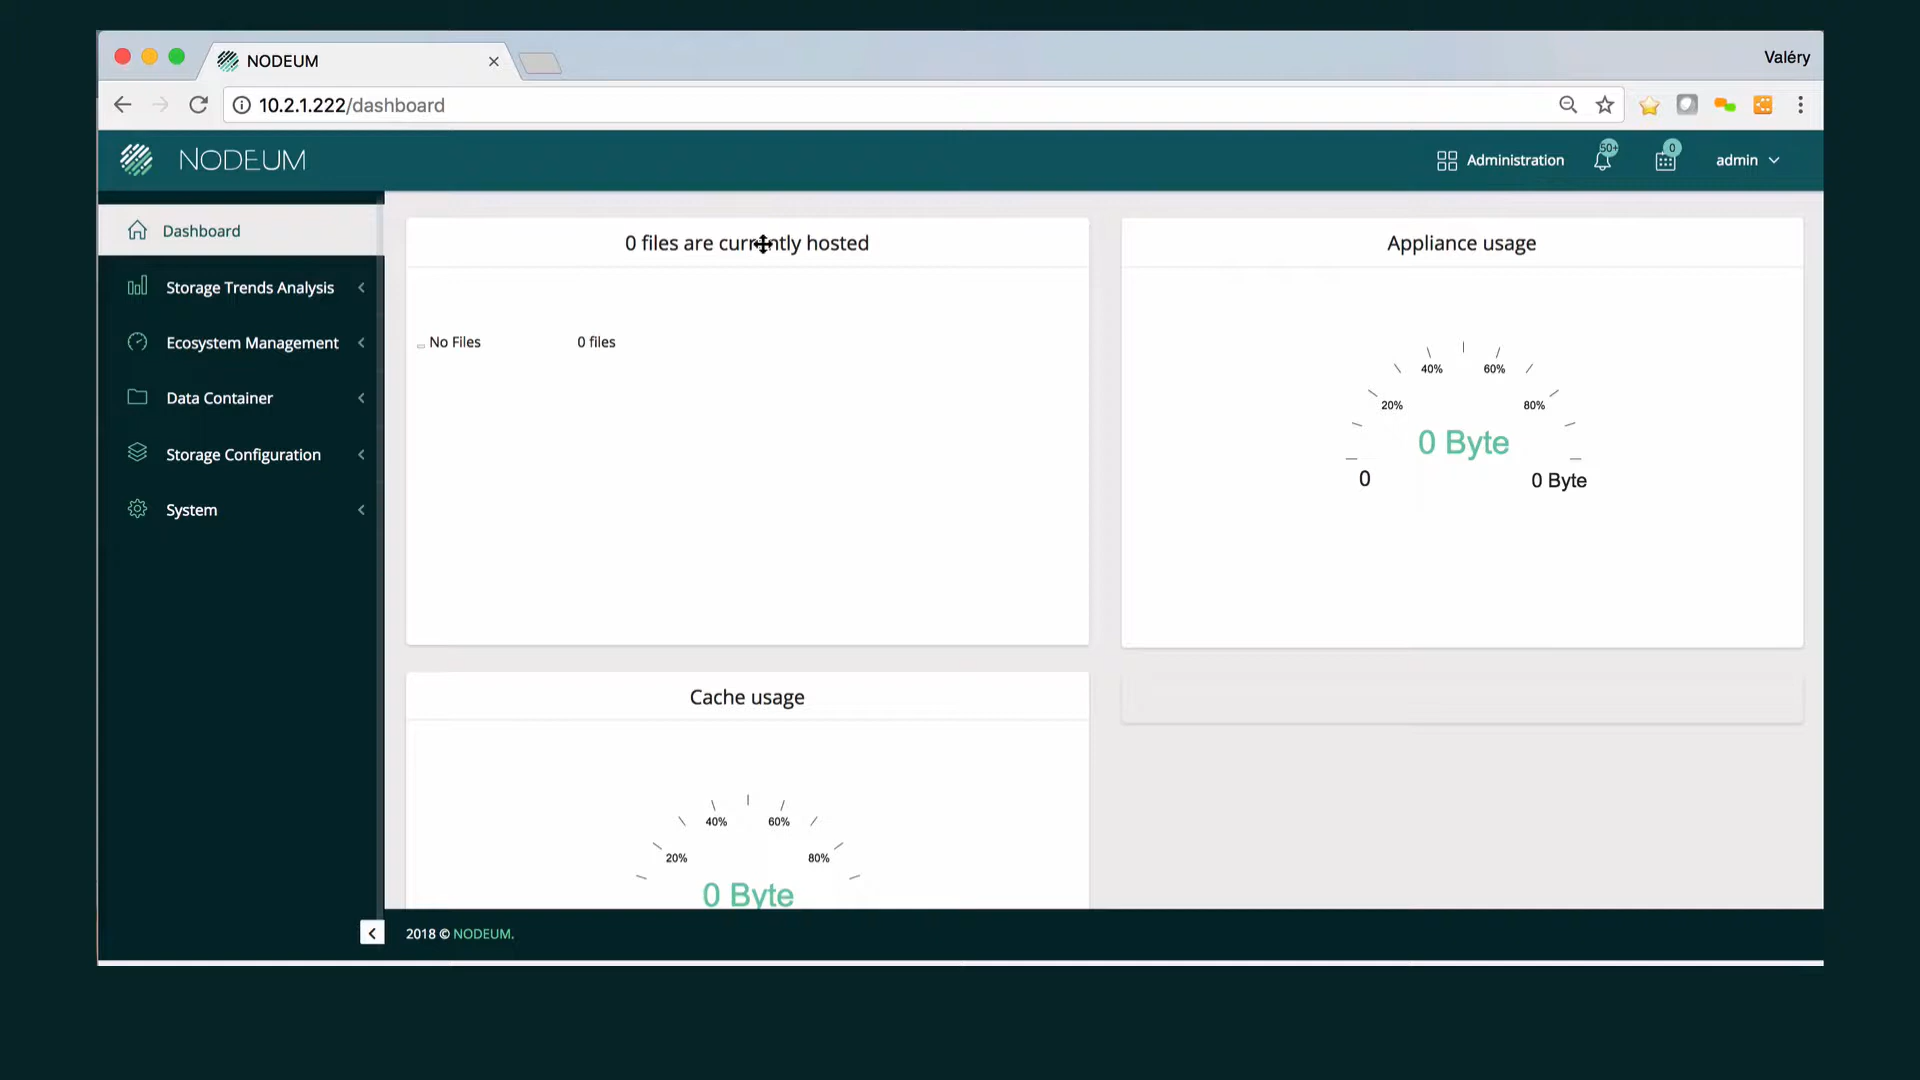 NODEUM
Valéry
10.2.1.222/dashboard
NODEUM
Administration
50+
0
admin
Dashboard
Storage Trends Analysis
Ecosystem Management
Data Container
Storage Configuration
System
0 files are currently hosted
No Files 0 files
Appliance usage
40% 60%
20% 80%
0 Byte
0 0 Byte
Cache usage
40% 60%
20% 80%
0 Byte
2018 © NODEUM.